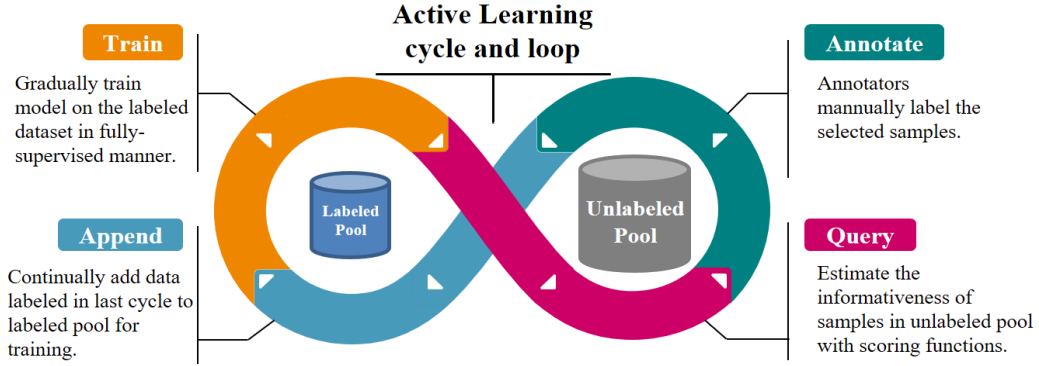 Active Learning
cycle and loop
Train
Gradually train
model on the labeled
dataset in fully-
supervised manner.
Annotate
Annotators
mannually label the
selected samples.
Labeled
Pool
Unlabeled
Pool
Append
Continually add data
labeled in last cycle to
labeled pool for
training.
Query
Estimate the
informativeness of
samples in unlabeled pool
with scoring functions.